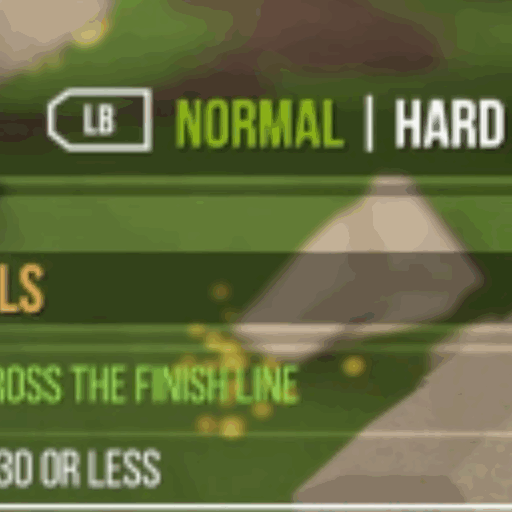 LB NORMAL | HARD
LS
ROSS THE FINISH LINE
30 OR LESS